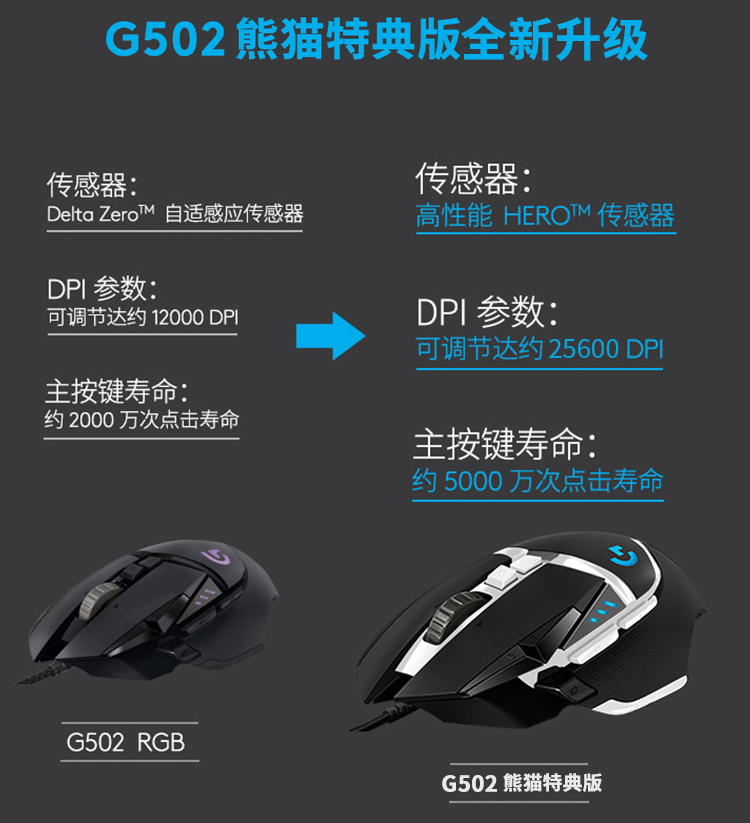 G502熊猫特典版全新升级
传感器：
Delta Zero™ 自适感应传感器
DPI 参数：
可调节达约 12000 DPI
主按键寿命：
约 2000 万次点击寿命
传感器：
高性能 HERO™ 传感器
DPI 参数：
可调节达约 25600 DPI
主按键寿命：
约 5000 万次点击寿命
G502 RGB
G502 熊猫特典版